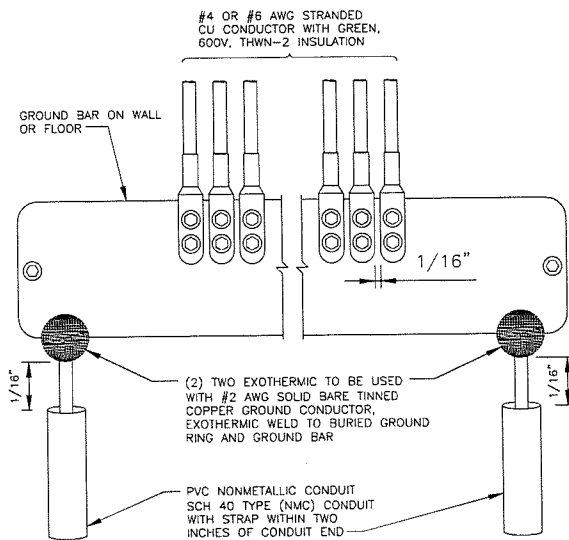 #4 OR #6 AWG STRANDED
CU CONDUCTOR WITH GREEN,
600V, THWN-2 INSULATION
GROUND BAR ON WALL
OR FLOOR
1/16"
1/16"
1/16"
(2) TWO EXOTHERMIC TO BE USED
WITH #2 AWG SOLID BARE TINNED
COPPER GROUND CONDUCTOR,
EXOTHERMIC WELD TO BURIED GROUND
RING AND GROUND BAR
PVC NONMETALLIC CONDUIT
SCH 40 TYPE (NMC) CONDUIT
WITH STRAP WITHIN TWO
INCHES OF CONDUIT END